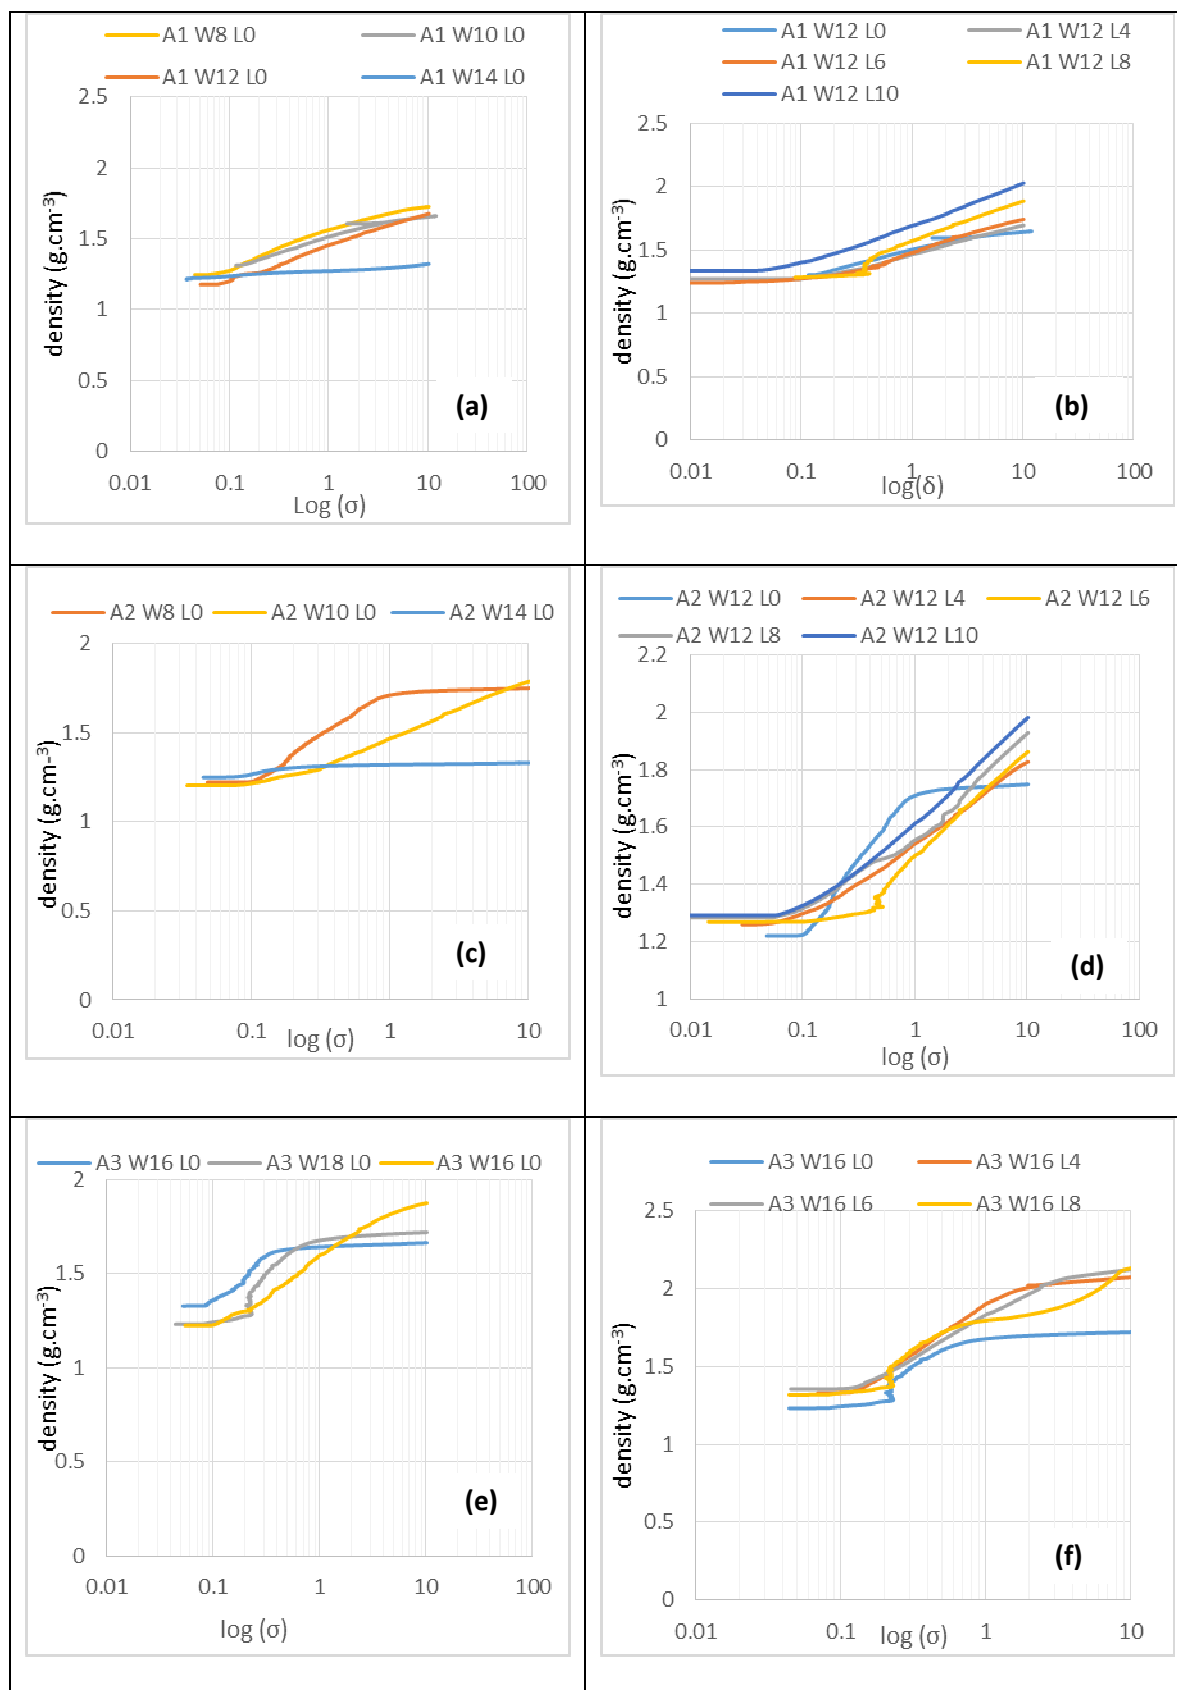 A1 W8 L0 A1 W10 L0
A1 W12 L0 A1 W14 L0
2.5
2
1.5
1
0.5
0
density (g.cm-3)
(a)
0.01 0.1 1 10 100
Log (σ)
A1 W12 L0 A1 W12 L4
A1 W12 L6 A1 W12 L8
A1 W12 L10
2.5
2
1.5
1
0.5
0
density (g.cm-3)
(b)
0.01 0.1 1 10 100
log(δ)
A2 W8 L0 A2 W10 L0 A2 W14 L0
2
1.5
1
0.5
0
density (g.cm-3)
(c)
0.01 0.1 1 10
log (σ)
A2 W12 L0 A2 W12 L4 A2 W12 L6
A2 W12 L8 A2 W12 L10
2.2
2
1.8
1.6
1.4
1.2
1
density (g.cm-3)
(d)
0.01 0.1 1 10 100
log (σ)
A3 W16 L0 A3 W18 L0 A3 W16 L0
2
1.5
1
0.5
0
density (g.cm-3)
(e)
0.01 0.1 1 10 100
log (σ)
A3 W16 L0 A3 W16 L4
A3 W16 L6 A3 W16 L8
2.5
2
1.5
1
0.5
0
density (g.cm-3)
(f)
0.01 0.1 1 10
log (σ)